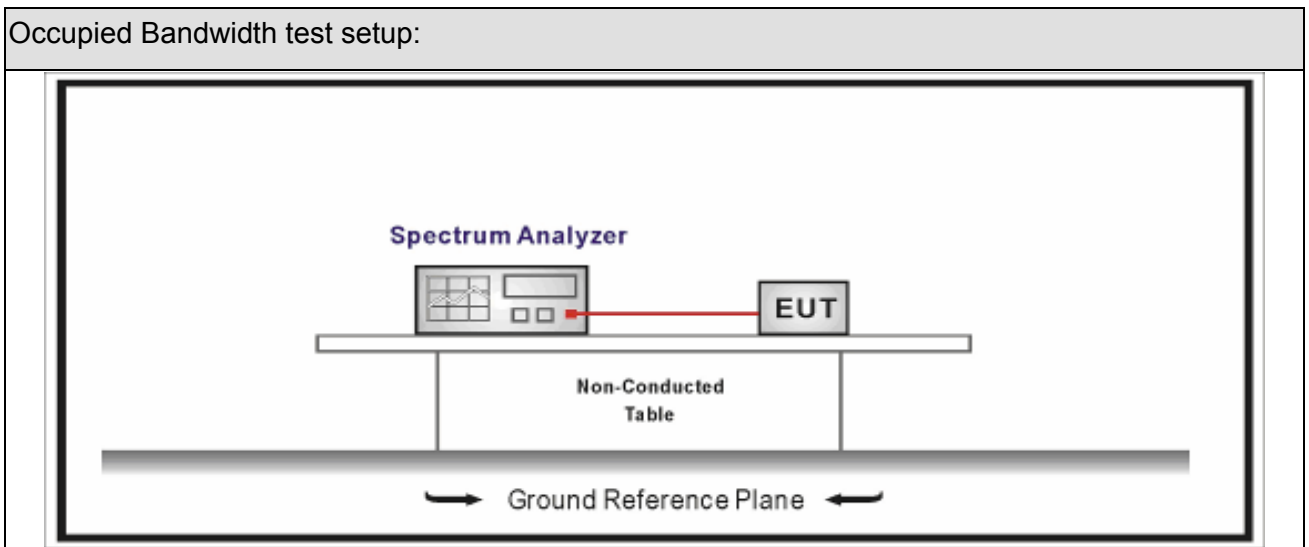 Occupied Bandwidth test setup:
Spectrum Analyzer
EUT
Non-Conducted
Table
Ground Reference Plane